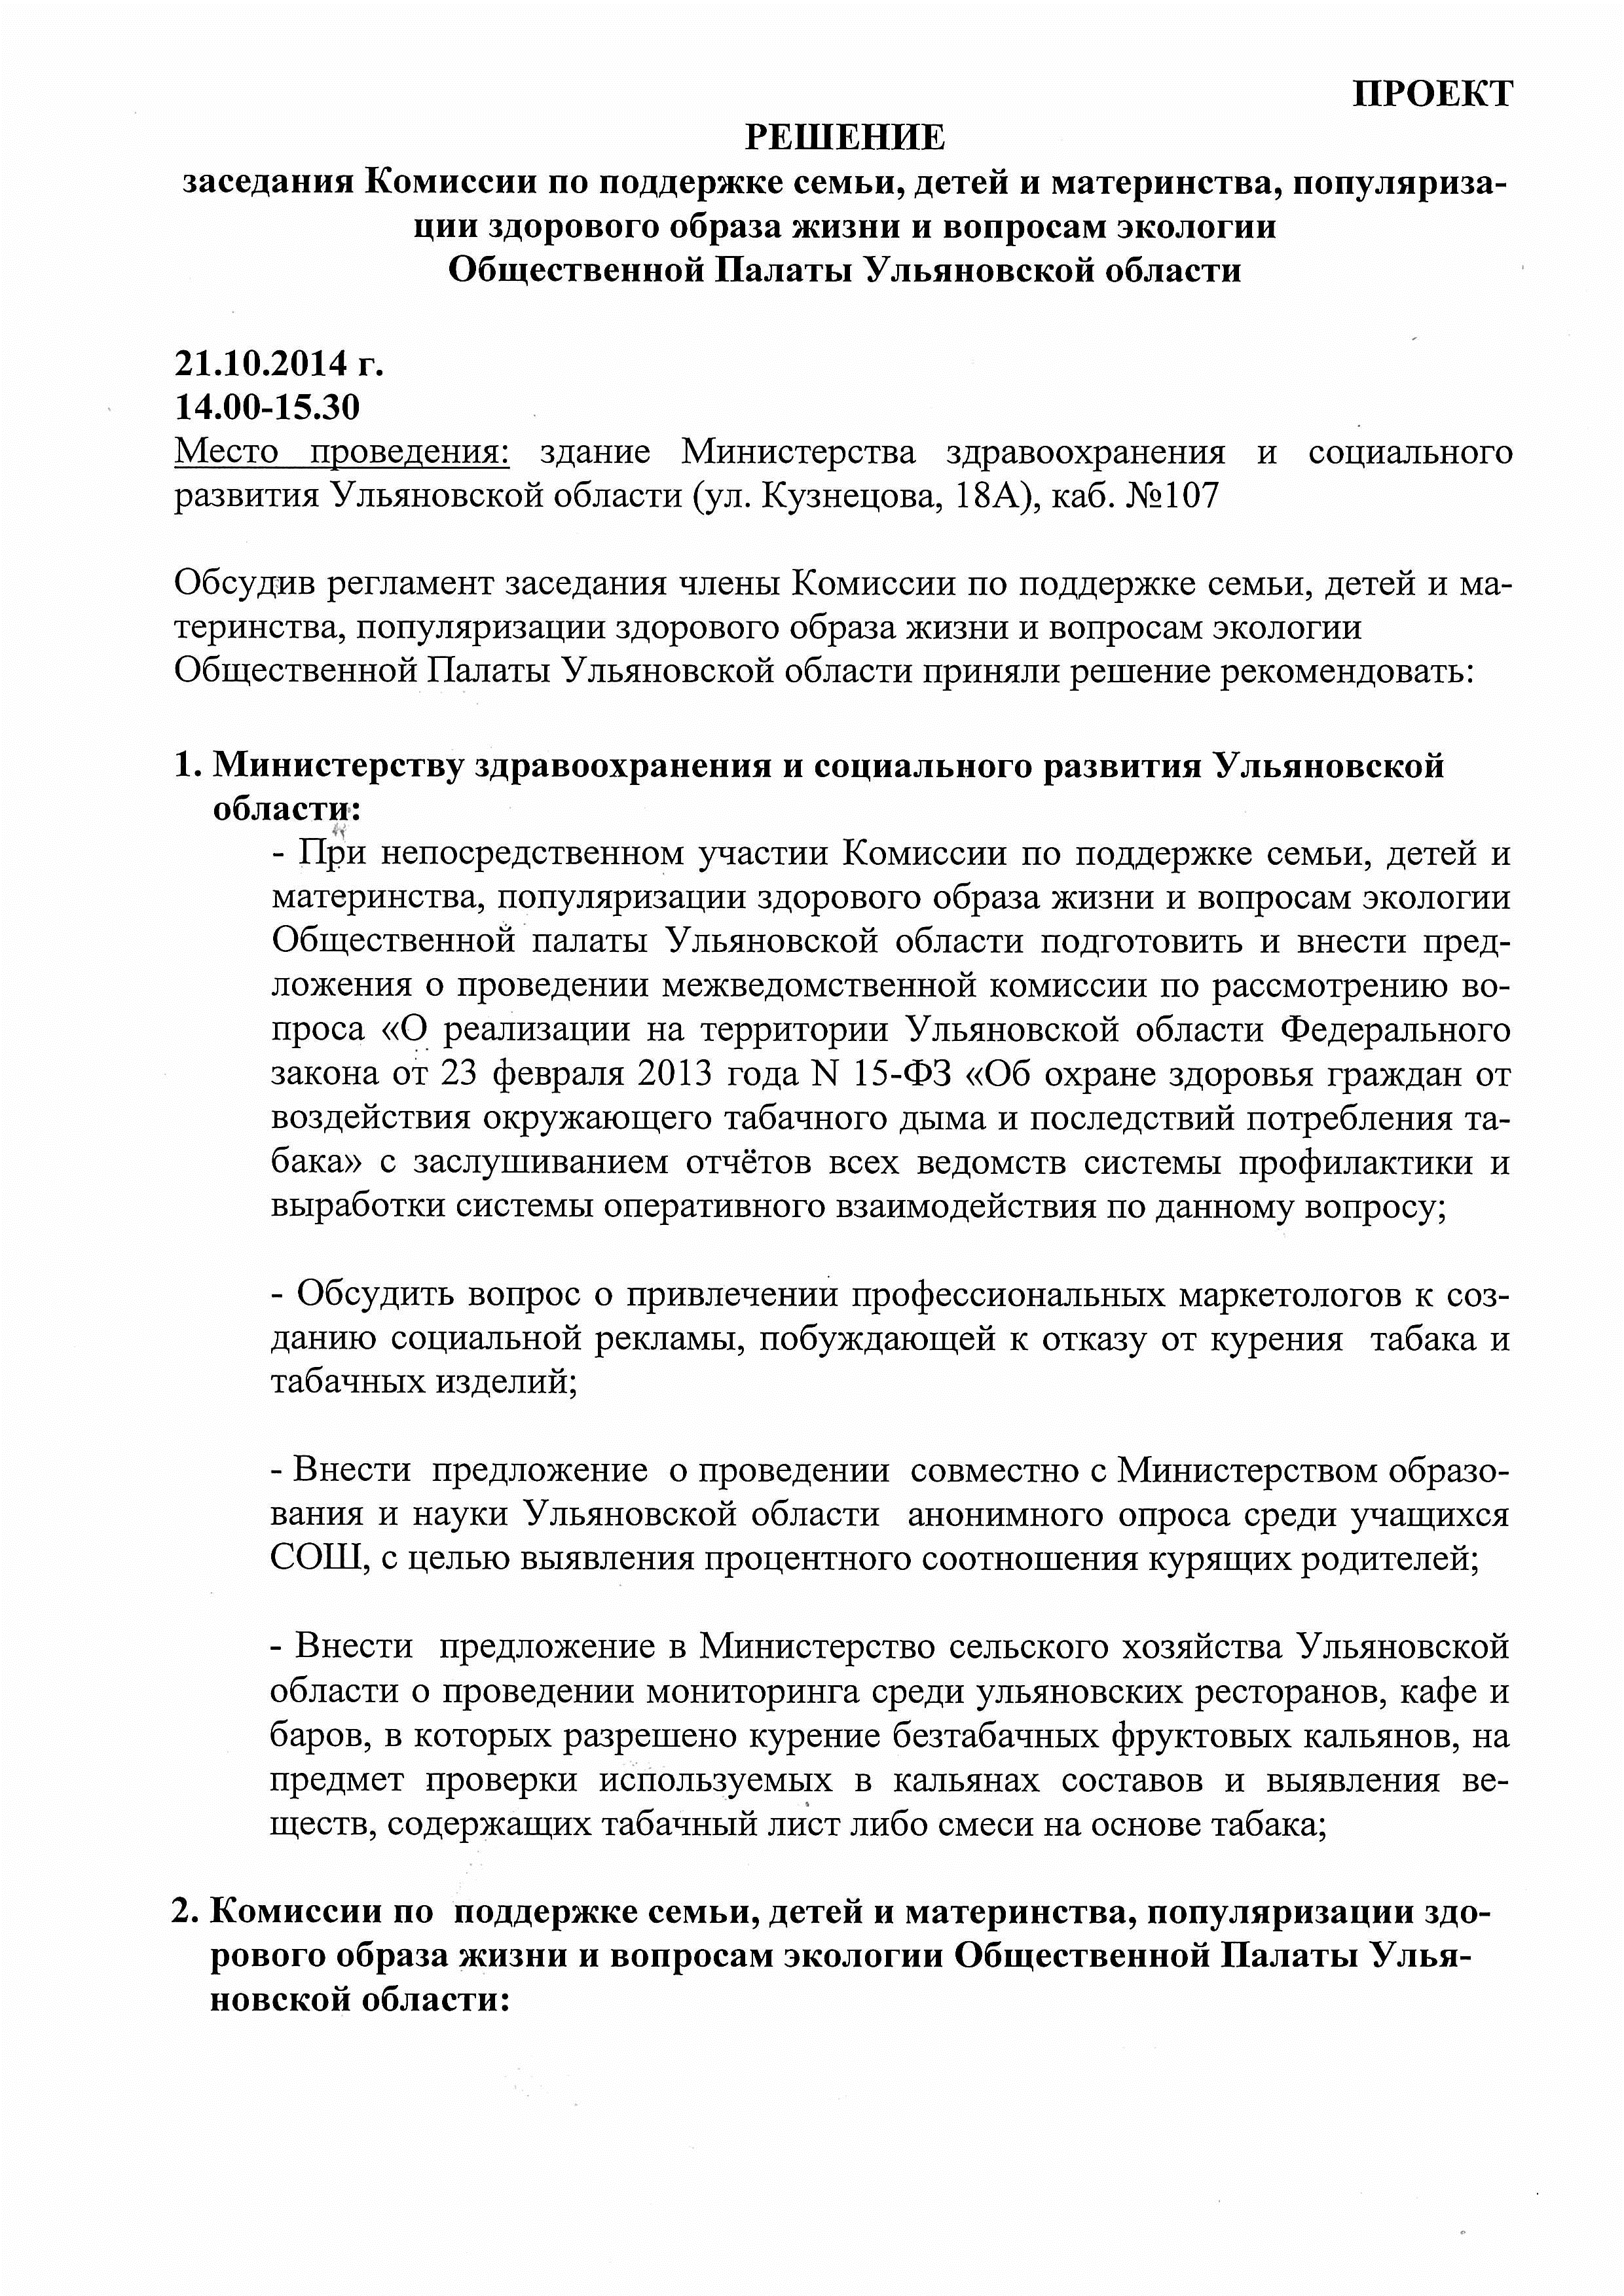 ПРОЕКТ
РЕШЕНИЕ
заседания Комиссии по поддержке семьи, детей и материнства, популяриза-
ции здорового образа жизни и вопросам экологии
Общественной Палаты Ульяновской области
21.10.2014 г.
14.00-15.30
Место проведения: здание Министерства здравоохранения и социального
развития Ульяновской области (ул. Кузнецова, 18А), каб. №107
Обсудив регламент заседания члены Комиссии по поддержке семьи, детей и ма-
теринства, популяризации здорового образа жизни и вопросам экологии
Общественной Палаты Ульяновской области приняли решение рекомендовать:
1. Министерству здравоохранения и социального развития Ульяновской
области:
- При непосредственном участии Комиссии по поддержке семьи, детей и
материнства, популяризации здорового образа жизни и вопросам экологии
Общественной палаты Ульяновской области подготовить и внести пред-
ложения о проведении межведомственной комиссии по рассмотрению во-
проса «О реализации на территории Ульяновской области Федерального
закона от 23 февраля 2013 года N 15-ФЗ «Об охране здоровья граждан от
воздействия окружающего табачного дыма и последствий потребления та-
бака» с заслушиванием отчётов всех ведомств системы профилактики и
выработки системы оперативного взаимодействия по данному вопросу;
- Обсудить вопрос о привлечении профессиональных маркетологов к соз-
данию социальной рекламы, побуждающей к отказу от курения табака и
табачных изделий;
- Внести предложение о проведении совместно с Министерством образо-
вания и науки Ульяновской области анонимного опроса среди учащихся
СОШ, с целью выявления процентного соотношения курящих родителей;
- Внести предложение в Министерство сельского хозяйства Ульяновской
области о проведении мониторинга среди ульяновских ресторанов, кафе и
баров, в которых разрешено курение безтабачных фруктовых кальянов, на
предмет проверки используемых в кальянах составов и выявления ве-
ществ, содержащих табачный лист либо смеси на основе табака;
2. Комиссии по поддержке семьи, детей и материнства, популяризации здо-
рового образа жизни и вопросам экологии Общественной Палаты Улья-
новской области: